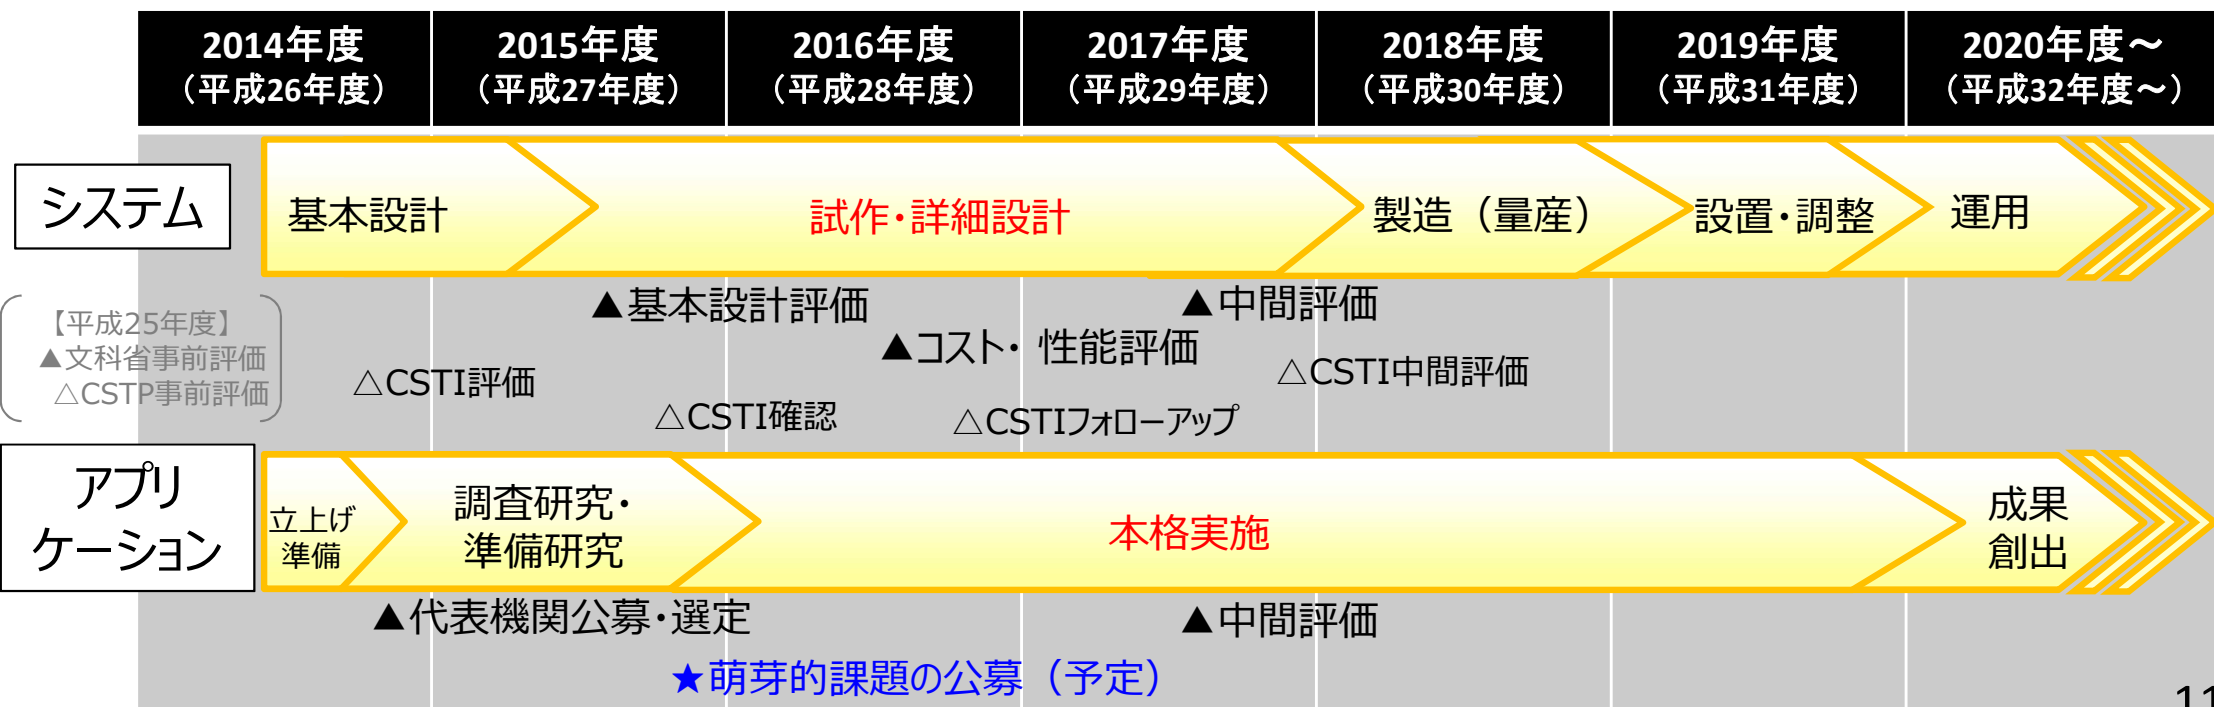 2014年度
（平成26年度）
2015年度
（平成27年度）
2016年度
（平成28年度）
2017年度
（平成29年度）
2018年度
（平成30年度）
2019年度
（平成31年度）
2020年度～
（平成32年度～）
システム
基本設計
試作・詳細設計
製造（量産）
設置・調整
運用
▲基本設計評価
▲中間評価
▲コスト・ 性能評価
【平成25年度】
▲文科省事前評価
△CSTP事前評価
△CSTI評価
△CSTI中間評価
△CSTI確認
△CSTIフォローアップ
アプリ
ケーション
立上げ
準備
調査研究・
準備研究
本格実施
成果
創出
▲代表機関公募・選定
▲中間評価
★萌芽的課題の公募（予定）
11